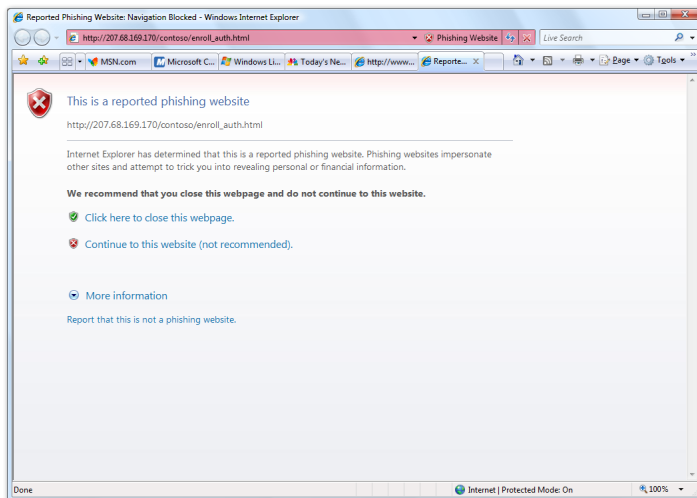 Reported Phishing Website: Navigation Blocked - Windows Internet Explorer
http://207.68.169.170/contoso/enroll_auth.html
Phishing Website
Live Search
MSN.com
Microsoft C...
Windows Li...
Today's Ne...
http://www...
Reporte...
Page
Tools
This is a reported phishing website
http://207.68.169.170/contoso/enroll_auth.html
Internet Explorer has determined that this is a reported phishing website. Phishing websites impersonate
other sites and attempt to trick you into revealing personal or financial information.
We recommend that you close this webpage and do not continue to this website.
Click here to close this webpage.
Continue to this website (not recommended).
More information
Report that this is not a phishing website.
Done
Internet | Protected Mode: On
100%